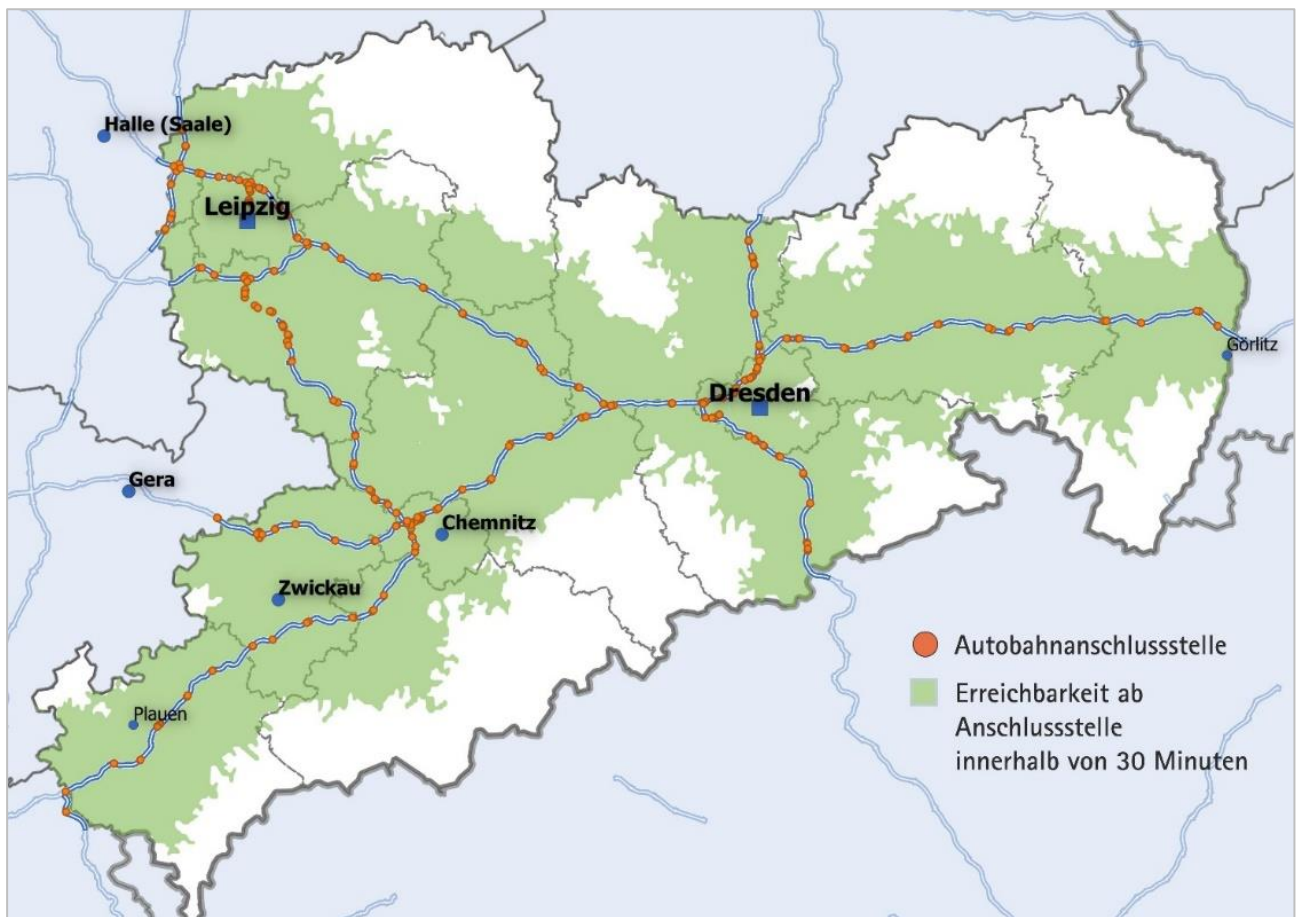 Halle (Saale)
Leipzig
Görlitz
Dresden
Gera
Chemnitz
Zwickau
Autobahnanschlussstelle
Erreichbarkeit ab
Anschlussstelle
innerhalb von 30 Minuten
Plauen